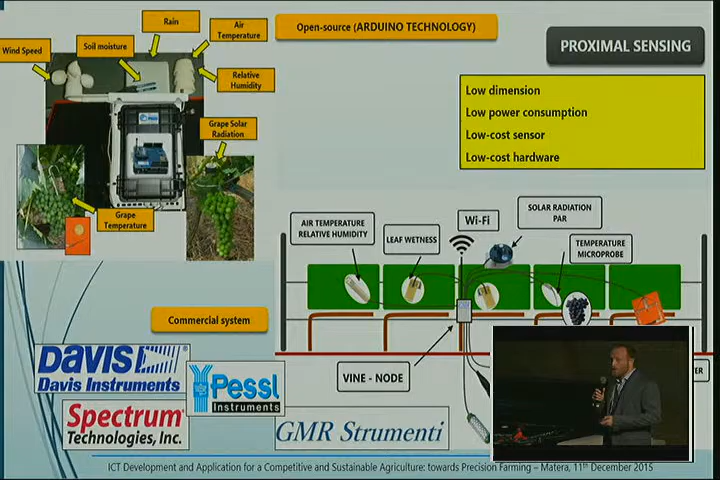 Open-source (ARDUINO TECHNOLOGY)
PROXIMAL SENSING
Wind Speed
Soil moisture
Rain
Air
Temperature
Relative
Humidity
Grape Solar
Radiation
Grape
Temperature
Low dimension
Low power consumption
Low-cost sensor
Low-cost hardware
AIR TEMPERATURE
RELATIVE HUMIDITY
LEAF WETNESS
Wi-Fi
SOLAR RADIATION
PAR
TEMPERATURE
MICROPROBE
VINE - NODE
Commercial system
DAVIS
Davis Instruments
Pessl
Instruments
Spectrum
Technologies, Inc.
GMR Strumenti
ICT Development and Application for a Competitive and Sustainable Agriculture: towards Precision Farming – Matera, 11th December 2015